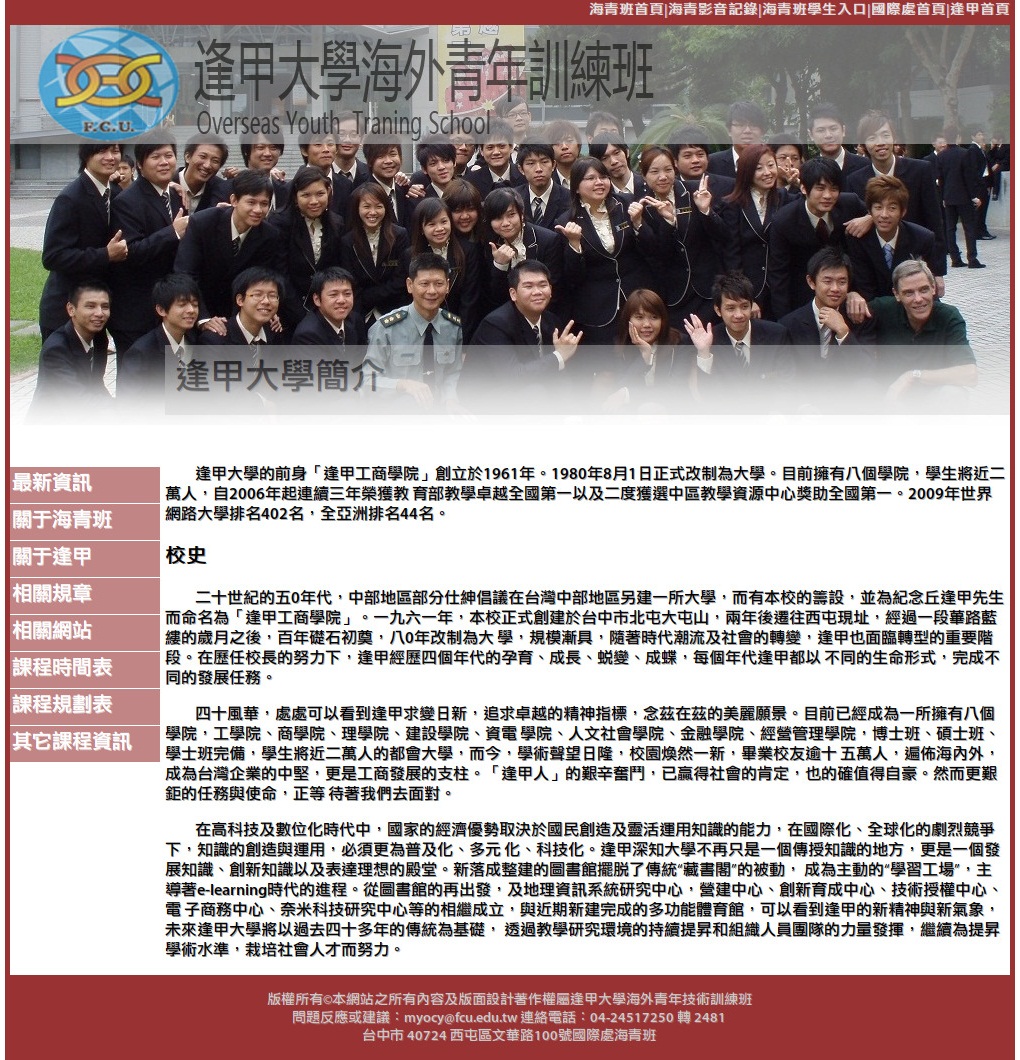 海青班首頁|海青影音記錄|海青班學生入口|國際處首頁|逢甲首頁
F.C.U.
逢甲大學海外青年訓練班
Overseas Youth Traning School
逢甲大學簡介
最新資訊
關于海青班
關于逢甲
相關規章
相關網站
課程時間表
課程規劃表
其它課程資訊
逢甲大學的前身「逢甲工商學院」創立於1961年。1980年8月1日正式改制為大學。目前擁有八個學院，學生將近二
萬人，自2006年起連續三年榮獲教 育部教學卓越全國第一以及二度獲選中區教學資源中心獎助全國第一。2009年世界
網路大學排名402名，全亞洲排名44名。
校史
二十世紀的五0年代，中部地區部分仕紳倡議在台灣中部地區另建一所大學，而有本校的籌設，並為紀念丘逢甲先生
而命名為「逢甲工商學院」。一九六一年，本校正式創建於台中市北屯大屯山，兩年後遷往西屯現址，經過一段篳路藍
縷的歲月之後，百年礎石初奠，八0年改制為大 學，規模漸具，隨著時代潮流及社會的轉變，逢甲也面臨轉型的重要階
段。在歷任校長的努力下，逢甲經歷四個年代的孕育、成長、蛻變、成蝶，每個年代逢甲都以 不同的生命形式，完成不
同的發展任務。
四十風華，處處可以看到逢甲求變日新，追求卓越的精神指標，念茲在茲的美麗願景。目前已經成為一所擁有八個
學院，工學院、商學院、理學院、建設學院、資電 學院、人文社會學院、金融學院、經營管理學院，博士班、碩士班、
學士班完備，學生將近二萬人的都會大學，而今，學術聲望日隆，校園煥然一新，畢業校友逾十 五萬人，遍佈海內外，
成為台灣企業的中堅，更是工商發展的支柱。「逢甲人」的艱辛奮鬥，已贏得社會的肯定，也的確值得自豪。然而更艱
鉅的任務與使命，正等 待著我們去面對。
在高科技及數位化時代中，國家的經濟優勢取決於國民創造及靈活運用知識的能力，在國際化、全球化的劇烈競爭
下，知識的創造與運用，必須更為普及化、多元 化、科技化。逢甲深知大學不再只是一個傳授知識的地方，更是一個發
展知識、創新知識以及表達理想的殿堂。新落成整建的圖書館擺脫了傳統“藏書閣”的被動， 成為主動的“學習工場”，主
導著e-learning時代的進程。從圖書館的再出發，及地理資訊系統研究中心，營建中心、創新育成中心、技術授權中心、
電 子商務中心、奈米科技研究中心等的相繼成立，與近期新建完成的多功能體育館，可以看到逢甲的新精神與新氣象，
未來逢甲大學將以過去四十多年的傳統為基礎， 透過教學研究環境的持續提昇和組織人員團隊的力量發揮，繼續為提昇
學術水準，栽培社會人才而努力。
版權所有©本網站之所有內容及版面設計著作權屬逢甲大學海外青年技術訓練班
問題反應或建議：myocy@fcu.edu.tw 連絡電話：04-24517250 轉 2481
台中市 40724 西屯區文華路100號國際處海青班